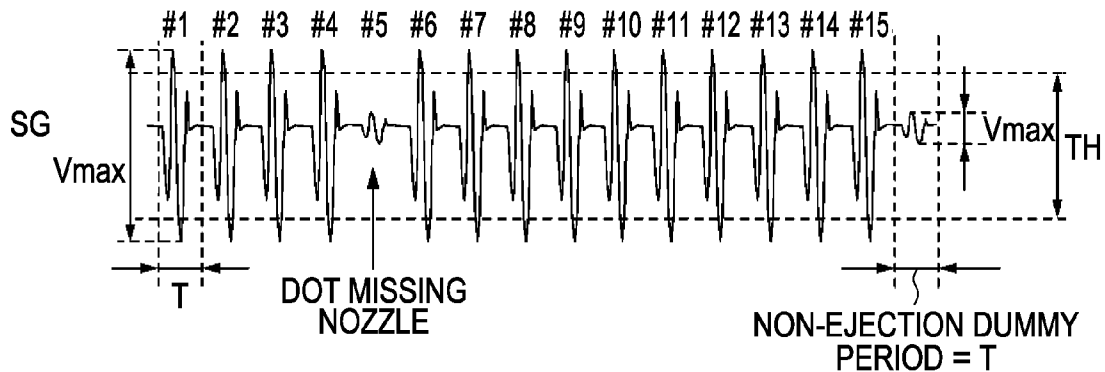 #1 #2 #3 #4 #5 #6 #7 #8 #9 #10 #11 #12 #13 #14 #15
SG
Vmax
Vmax
TH
T
DOT MISSING
NOZZLE
NON-EJECTION DUMMY
PERIOD = T